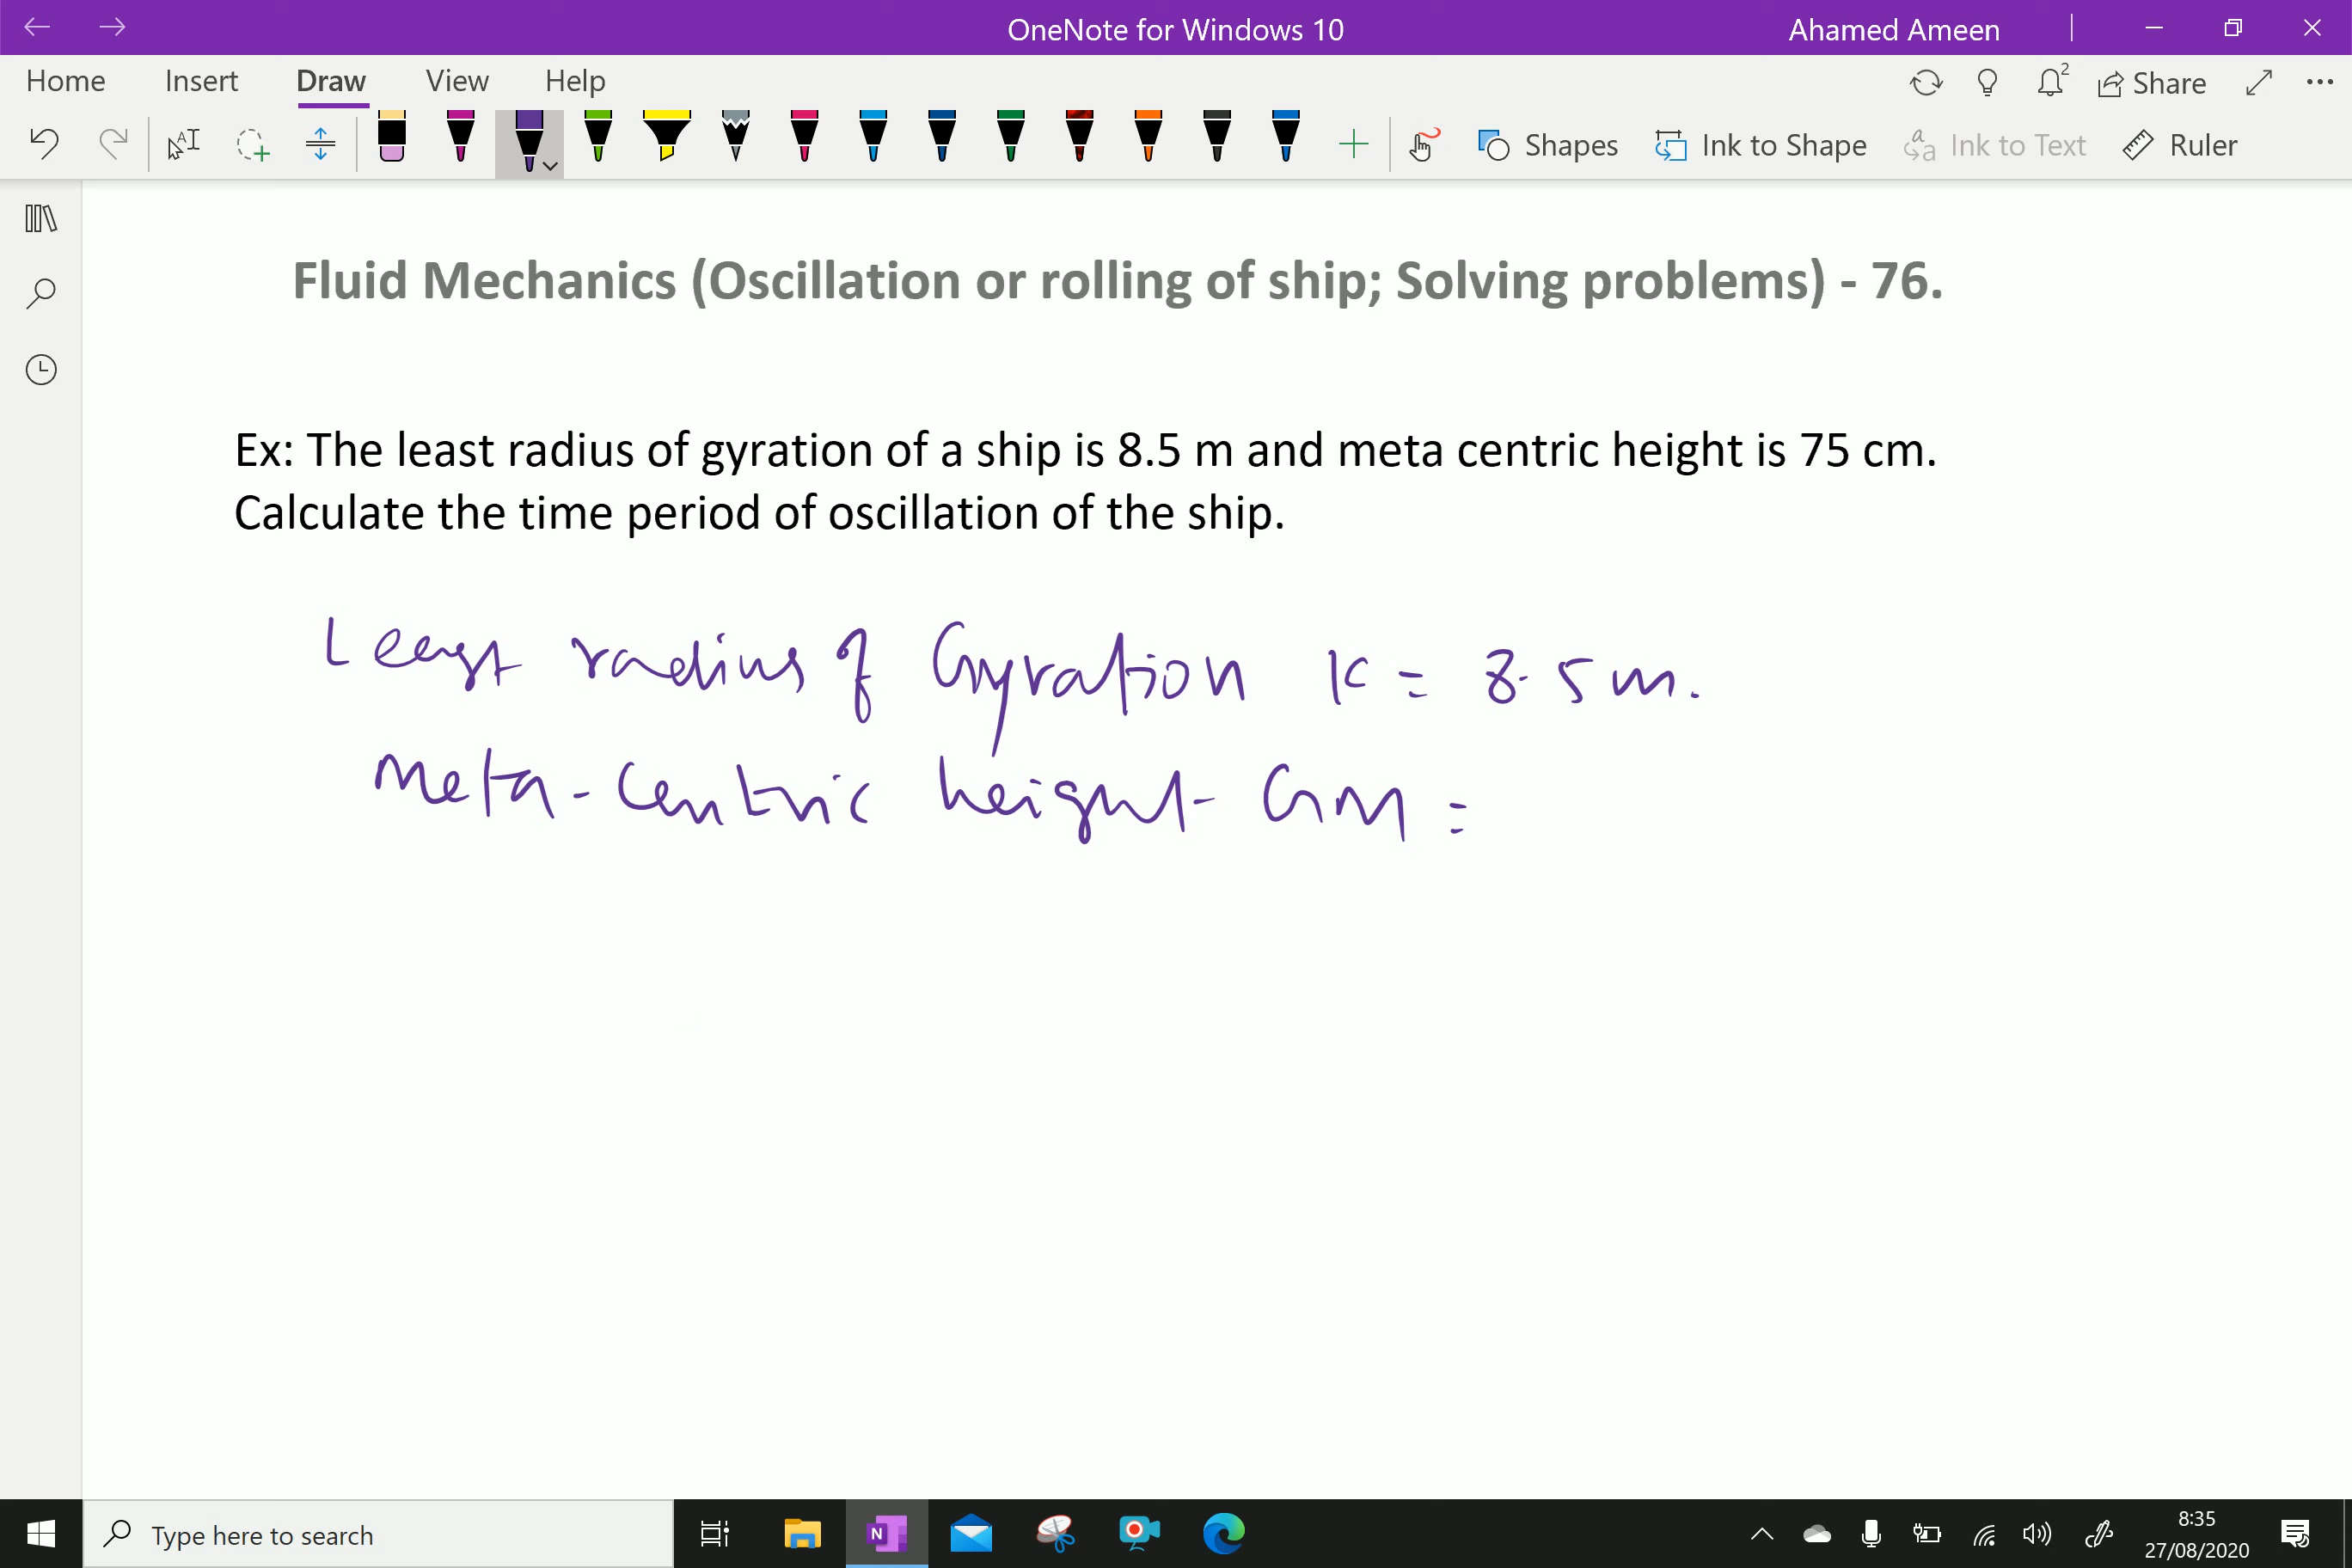 OneNote for Windows 10 Ahamed Ameen
Home Insert Draw View Help 2 Share
Shapes Ink to Shape Ink to Text Ruler
Fluid Mechanics (Oscillation or rolling of ship; Solving problems) - 76.
Ex: The least radius of gyration of a ship is 8.5 m and meta centric height is 75 cm.
Calculate the time period of oscillation of the ship.
Least radius of Gyration K = 8.5 m.
Meta-Centric height GM =
Type here to search
8:35
27/08/2020